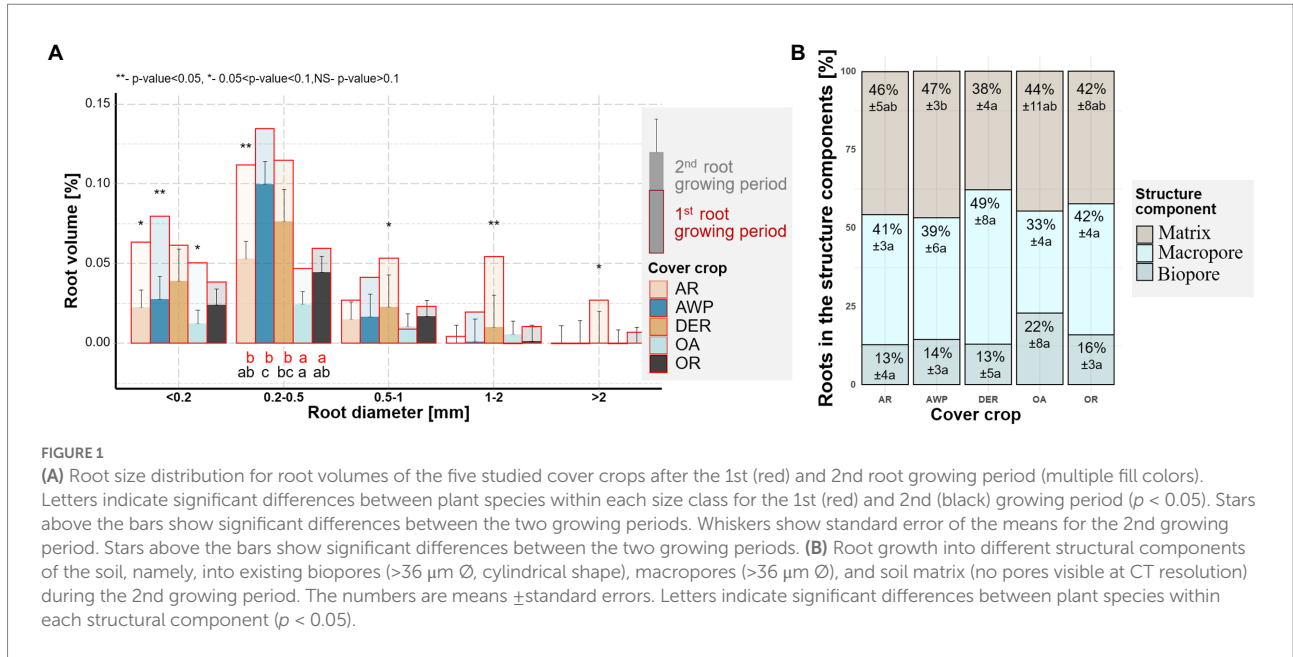 A
**- p-value<0.05, *- 0.05<p-value<0.1,NS- p-value>0.1
Root volume [%]
0.15
0.10
0.05
0.00
* ** * ** * ** *
b b b a a
ab c bc a ab
<0.2 0.2-0.5 0.5-1 1-2 >2
Root diameter [mm]
2nd root
growing period
1st root
growing period
Cover crop
AR
AWP
DER
OA
OR
B
Roots in the structure components [%]
100
75
50
25
0
46% 47% 38% 44% 42%
±5ab ±3b ±4a ±11ab ±8ab
41% 39% 49% 33% 42%
±3a ±6a ±8a ±4a ±4a
13% 14% 13% 22% 16%
±4a ±3a ±5a ±8a ±3a
AR AWP DER OA OR
Cover crop
Structure
component
Matrix
Macropore
Biopore
FIGURE 1
(A) Root size distribution for root volumes of the five studied cover crops after the 1st (red) and 2nd root growing period (multiple fill colors).
Letters indicate significant differences between plant species within each size class for the 1st (red) and 2nd (black) growing period (p < 0.05). Stars
above the bars show significant differences between the two growing periods. Whiskers show standard error of the means for the 2nd growing
period. Stars above the bars show significant differences between the two growing periods. (B) Root growth into different structural components
of the soil, namely, into existing biopores (>36 μm Ø, cylindrical shape), macropores (>36 μm Ø), and soil matrix (no pores visible at CT resolution)
during the 2nd growing period. The numbers are means ±standard errors. Letters indicate significant differences between plant species within
each structural component (p < 0.05).